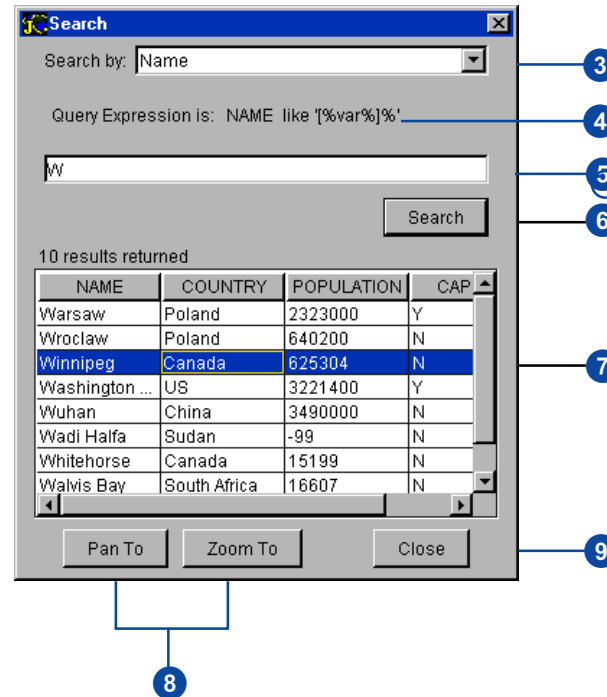 Search
Search by: Name
3
Query Expression is: NAME like '[%var%]%'
4
W
5
Search
6
10 results returned
NAME COUNTRY POPULATION CAP
Warsaw Poland 2323000 Y
Wroclaw Poland 640200 N
Winnipeg Canada 625304 N
7
Washington ... US 3221400 Y
Wuhan China 3490000 N
Wadi Halfa Sudan -99 N
Whitehorse Canada 15199 N
Walvis Bay South Africa 16607 N
Pan To Zoom To Close
9
8